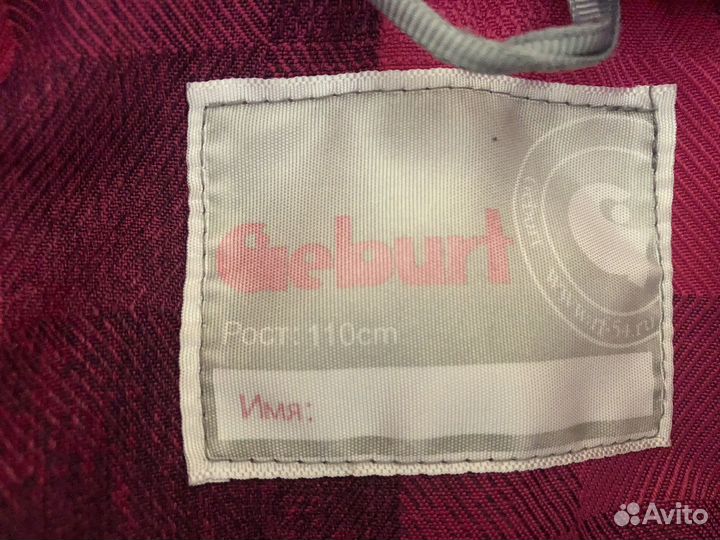 Geburt
Рост: 110cm
Имя:
Avito